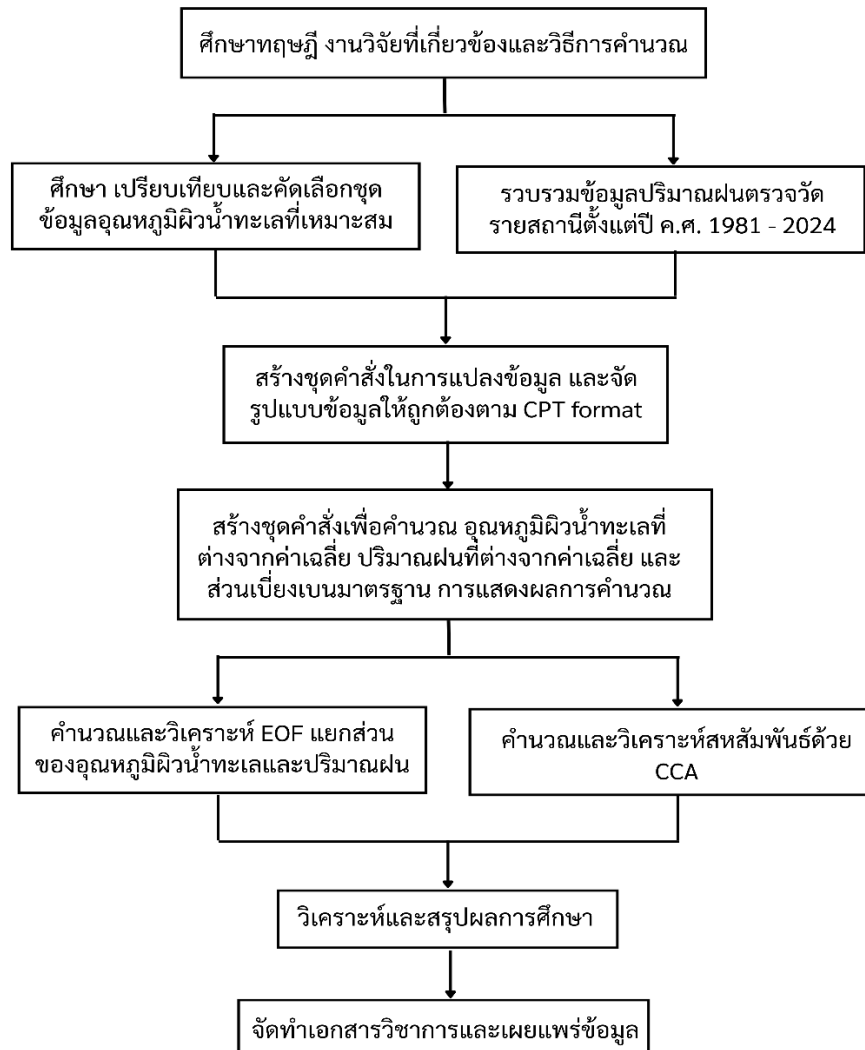 ศึกษาทฤษฎี งานวิจัยที่เกี่ยวข้องและวิธีการคำนวณ
ศึกษา เปรียบเทียบและคัดเลือกชุด
ข้อมูลอุณหภูมิผิวน้ำทะเลที่เหมาะสม
รวบรวมข้อมูลปริมาณฝนตรวจวัด
รายสถานีตั้งแต่ปี ค.ศ. 1981 - 2024
สร้างชุดคำสั่งในการแปลงข้อมูล และจัด
รูปแบบข้อมูลให้ถูกต้องตาม CPT format
สร้างชุดคำสั่งเพื่อคำนวณ อุณหภูมิผิวน้ำทะเลที่
ต่างจากค่าเฉลี่ย ปริมาณฝนที่ต่างจากค่าเฉลี่ย และ
ส่วนเบี่ยงเบนมาตรฐาน การแสดงผลการคำนวณ
คำนวณและวิเคราะห์ EOF แยกส่วน
ของอุณหภูมิผิวน้ำทะเลและปริมาณฝน
คำนวณและวิเคราะห์สหสัมพันธ์ด้วย
CCA
วิเคราะห์และสรุปผลการศึกษา
จัดทำเอกสารวิชาการและเผยแพร่ข้อมูล